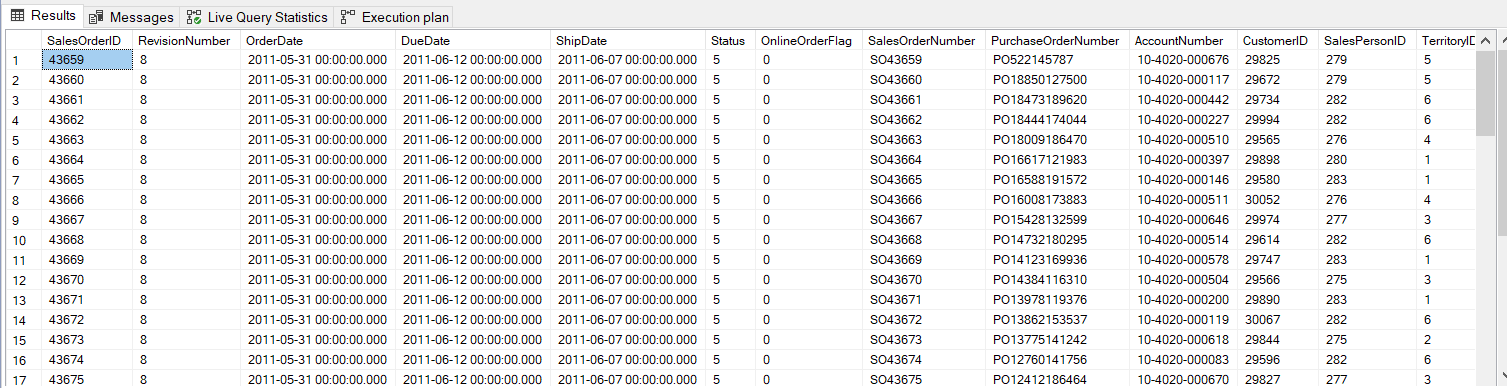 Results Messages Live Query Statistics Execution plan
SalesOrderID RevisionNumber OrderDate DueDate ShipDate Status OnlineOrderFlag SalesOrderNumber PurchaseOrderNumber AccountNumber CustomerID SalesPersonID TerritoryID
1 43659 8 2011-05-31 00:00:00.000 2011-06-12 00:00:00.000 2011-06-07 00:00:00.000 5 0 SO43659 PO522145787 10-4020-000676 29825 279 5
2 43660 8 2011-05-31 00:00:00.000 2011-06-12 00:00:00.000 2011-06-07 00:00:00.000 5 0 SO43660 PO18850127500 10-4020-000117 29672 279 5
3 43661 8 2011-05-31 00:00:00.000 2011-06-12 00:00:00.000 2011-06-07 00:00:00.000 5 0 SO43661 PO18473189620 10-4020-000442 29734 282 6
4 43662 8 2011-05-31 00:00:00.000 2011-06-12 00:00:00.000 2011-06-07 00:00:00.000 5 0 SO43662 PO18444174044 10-4020-000227 29994 282 6
5 43663 8 2011-05-31 00:00:00.000 2011-06-12 00:00:00.000 2011-06-07 00:00:00.000 5 0 SO43663 PO18009186470 10-4020-000510 29565 276 4
6 43664 8 2011-05-31 00:00:00.000 2011-06-12 00:00:00.000 2011-06-07 00:00:00.000 5 0 SO43664 PO16617121983 10-4020-000397 29898 280 1
7 43665 8 2011-05-31 00:00:00.000 2011-06-12 00:00:00.000 2011-06-07 00:00:00.000 5 0 SO43665 PO16588191572 10-4020-000146 29580 283 1
8 43666 8 2011-05-31 00:00:00.000 2011-06-12 00:00:00.000 2011-06-07 00:00:00.000 5 0 SO43666 PO16008173883 10-4020-000511 30052 276 4
9 43667 8 2011-05-31 00:00:00.000 2011-06-12 00:00:00.000 2011-06-07 00:00:00.000 5 0 SO43667 PO15428132599 10-4020-000646 29974 277 3
10 43668 8 2011-05-31 00:00:00.000 2011-06-12 00:00:00.000 2011-06-07 00:00:00.000 5 0 SO43668 PO14732180295 10-4020-000514 29614 282 6
11 43669 8 2011-05-31 00:00:00.000 2011-06-12 00:00:00.000 2011-06-07 00:00:00.000 5 0 SO43669 PO14123169936 10-4020-000578 29747 283 1
12 43670 8 2011-05-31 00:00:00.000 2011-06-12 00:00:00.000 2011-06-07 00:00:00.000 5 0 SO43670 PO14384116310 10-4020-000504 29566 275 3
13 43671 8 2011-05-31 00:00:00.000 2011-06-12 00:00:00.000 2011-06-07 00:00:00.000 5 0 SO43671 PO13978119376 10-4020-000200 29890 283 1
14 43672 8 2011-05-31 00:00:00.000 2011-06-12 00:00:00.000 2011-06-07 00:00:00.000 5 0 SO43672 PO13862153537 10-4020-000119 30067 282 6
15 43673 8 2011-05-31 00:00:00.000 2011-06-12 00:00:00.000 2011-06-07 00:00:00.000 5 0 SO43673 PO13775141242 10-4020-000618 29844 275 2
16 43674 8 2011-05-31 00:00:00.000 2011-06-12 00:00:00.000 2011-06-07 00:00:00.000 5 0 SO43674 PO12760141756 10-4020-000083 29596 282 6
17 43675 8 2011-05-31 00:00:00.000 2011-06-12 00:00:00.000 2011-06-07 00:00:00.000 5 0 SO43675 PO12412186464 10-4020-000670 29827 277 3